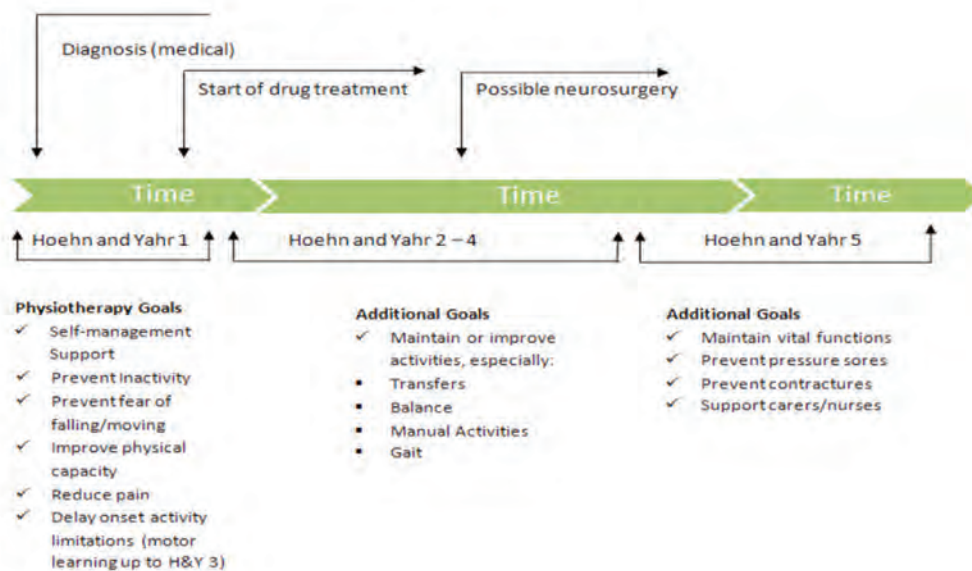 Diagnosis (medical)
Start of drug treatment
Possible neurosurgery
Time
Time
Time
Hoehn and Yahr 1
Hoehn and Yahr 2 – 4
Hoehn and Yahr 5
Physiotherapy Goals
✓ Self-management
Support
✓ Prevent Inactivity
✓ Prevent fear of
falling/moving
✓ Improve physical
capacity
✓ Reduce pain
✓ Delay onset activity
limitations (motor
learning up to H&Y 3)
Additional Goals
✓ Maintain or improve
activities, especially:
▪ Transfers
▪ Balance
▪ Manual Activities
▪ Gait
Additional Goals
✓ Maintain vital functions
✓ Prevent pressure sores
✓ Prevent contractures
✓ Support carers/nurses